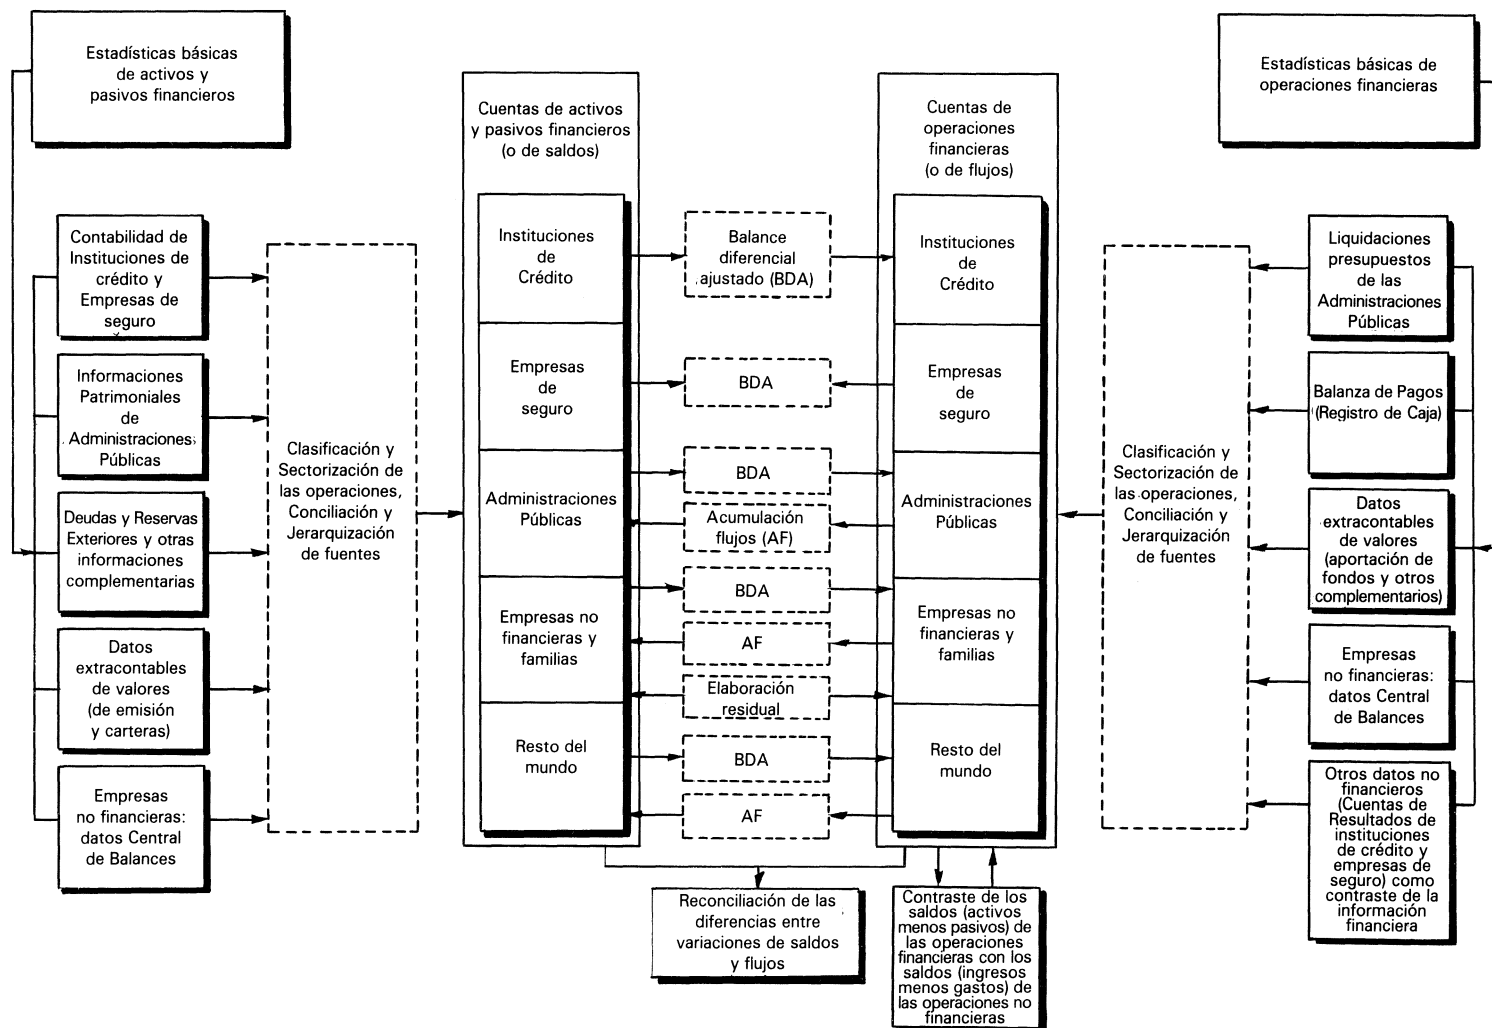 Estadísticas básicas
de activos y
pasivos financieros
Estadísticas básicas de
operaciones financieras
Cuentas de activos
y pasivos financieros
(o de saldos)
Cuentas de
operaciones
financieras
(o de flujos)
Contabilidad de
Instituciones de
crédito y
Empresas de
seguro
Informaciones
Patrimoniales
de
Administraciones
Públicas
Deudas y Reservas
Exteriores y otras
informaciones
complementarias
Datos
extracontables
de valores
(de emisión
y carteras)
Empresas
no financieras:
datos Central
de Balances
Clasificación y
Sectorización de
las operaciones,
Conciliación y
Jerarquización
de fuentes
Instituciones
de
Crédito
Empresas
de
seguro
Administraciones
Públicas
Empresas no
financieras y
familias
Resto del
mundo
Balance
diferencial
ajustado (BDA)
BDA
BDA
Acumulación
flujos (AF)
BDA
AF
Elaboración
residual
BDA
AF
Instituciones
de
Crédito
Empresas
de
seguro
Administraciones
Públicas
Empresas no
financieras y
familias
Resto del
mundo
Clasificación y
Sectorización de
las operaciones,
Conciliación y
Jerarquización
de fuentes
Liquidaciones
presupuestos
de las
Administraciones
Públicas
Balanza de Pagos
(Registro de Caja)
Datos
extracontables
de valores
(aportación de
fondos y otros
complementarios)
Empresas
no financieras:
datos Central
de Balances
Otros datos no
financieros
(Cuentas de
Resultados de
instituciones
de crédito y
empresas de
seguro) como
contraste de la
información
financiera
Reconciliación de las
diferencias entre
variaciones de saldos
y flujos
Contraste de los
saldos (activos
menos pasivos) de
las operaciones
financieras con los
saldos (ingresos
menos gastos) de
las operaciones no
financieras